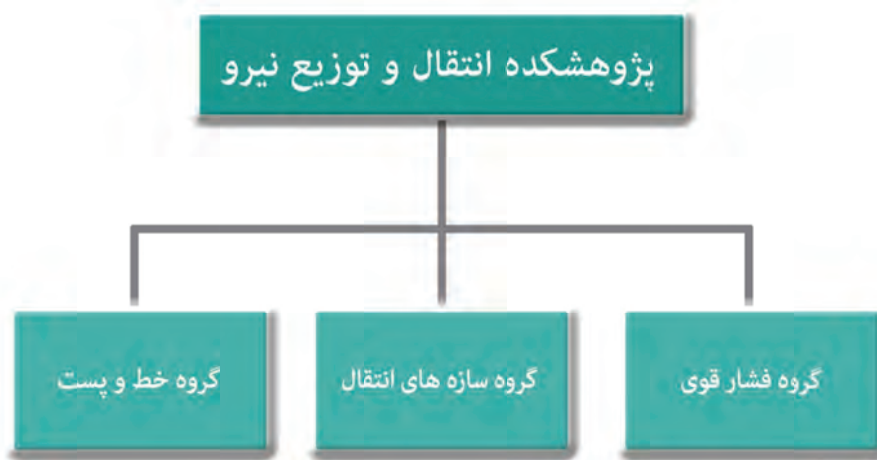 پژوهشکده انتقال و توزیع نیرو
گروه فشار قوی
گروه سازه های انتقال
گروه خط و پست